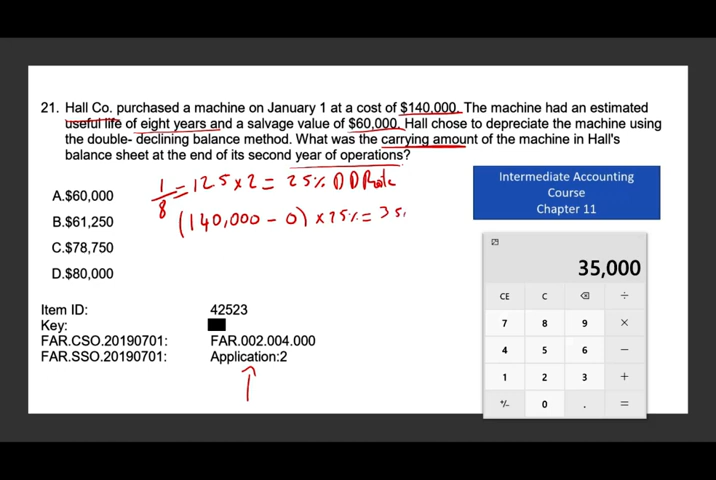 21. Hall Co. purchased a machine on January 1 at a cost of $140,000. The machine had an estimated
useful life of eight years and a salvage value of $60,000. Hall chose to depreciate the machine using
the double- declining balance method. What was the carrying amount of the machine in Hall's
balance sheet at the end of its second year of operations?
1/8 = 125 x 2 = 25% DD Rate
(140,000 - 0) x 25% = 35,
A.$60,000
B.$61,250
C.$78,750
D.$80,000
Item ID: 42523
Key:
FAR.CSO.20190701: FAR.002.004.000
FAR.SSO.20190701: Application:2
Intermediate Accounting
Course
Chapter 11
35,000
CE C ⌫ ÷
7 8 9 ×
4 5 6 −
1 2 3 +
+/- 0 . =